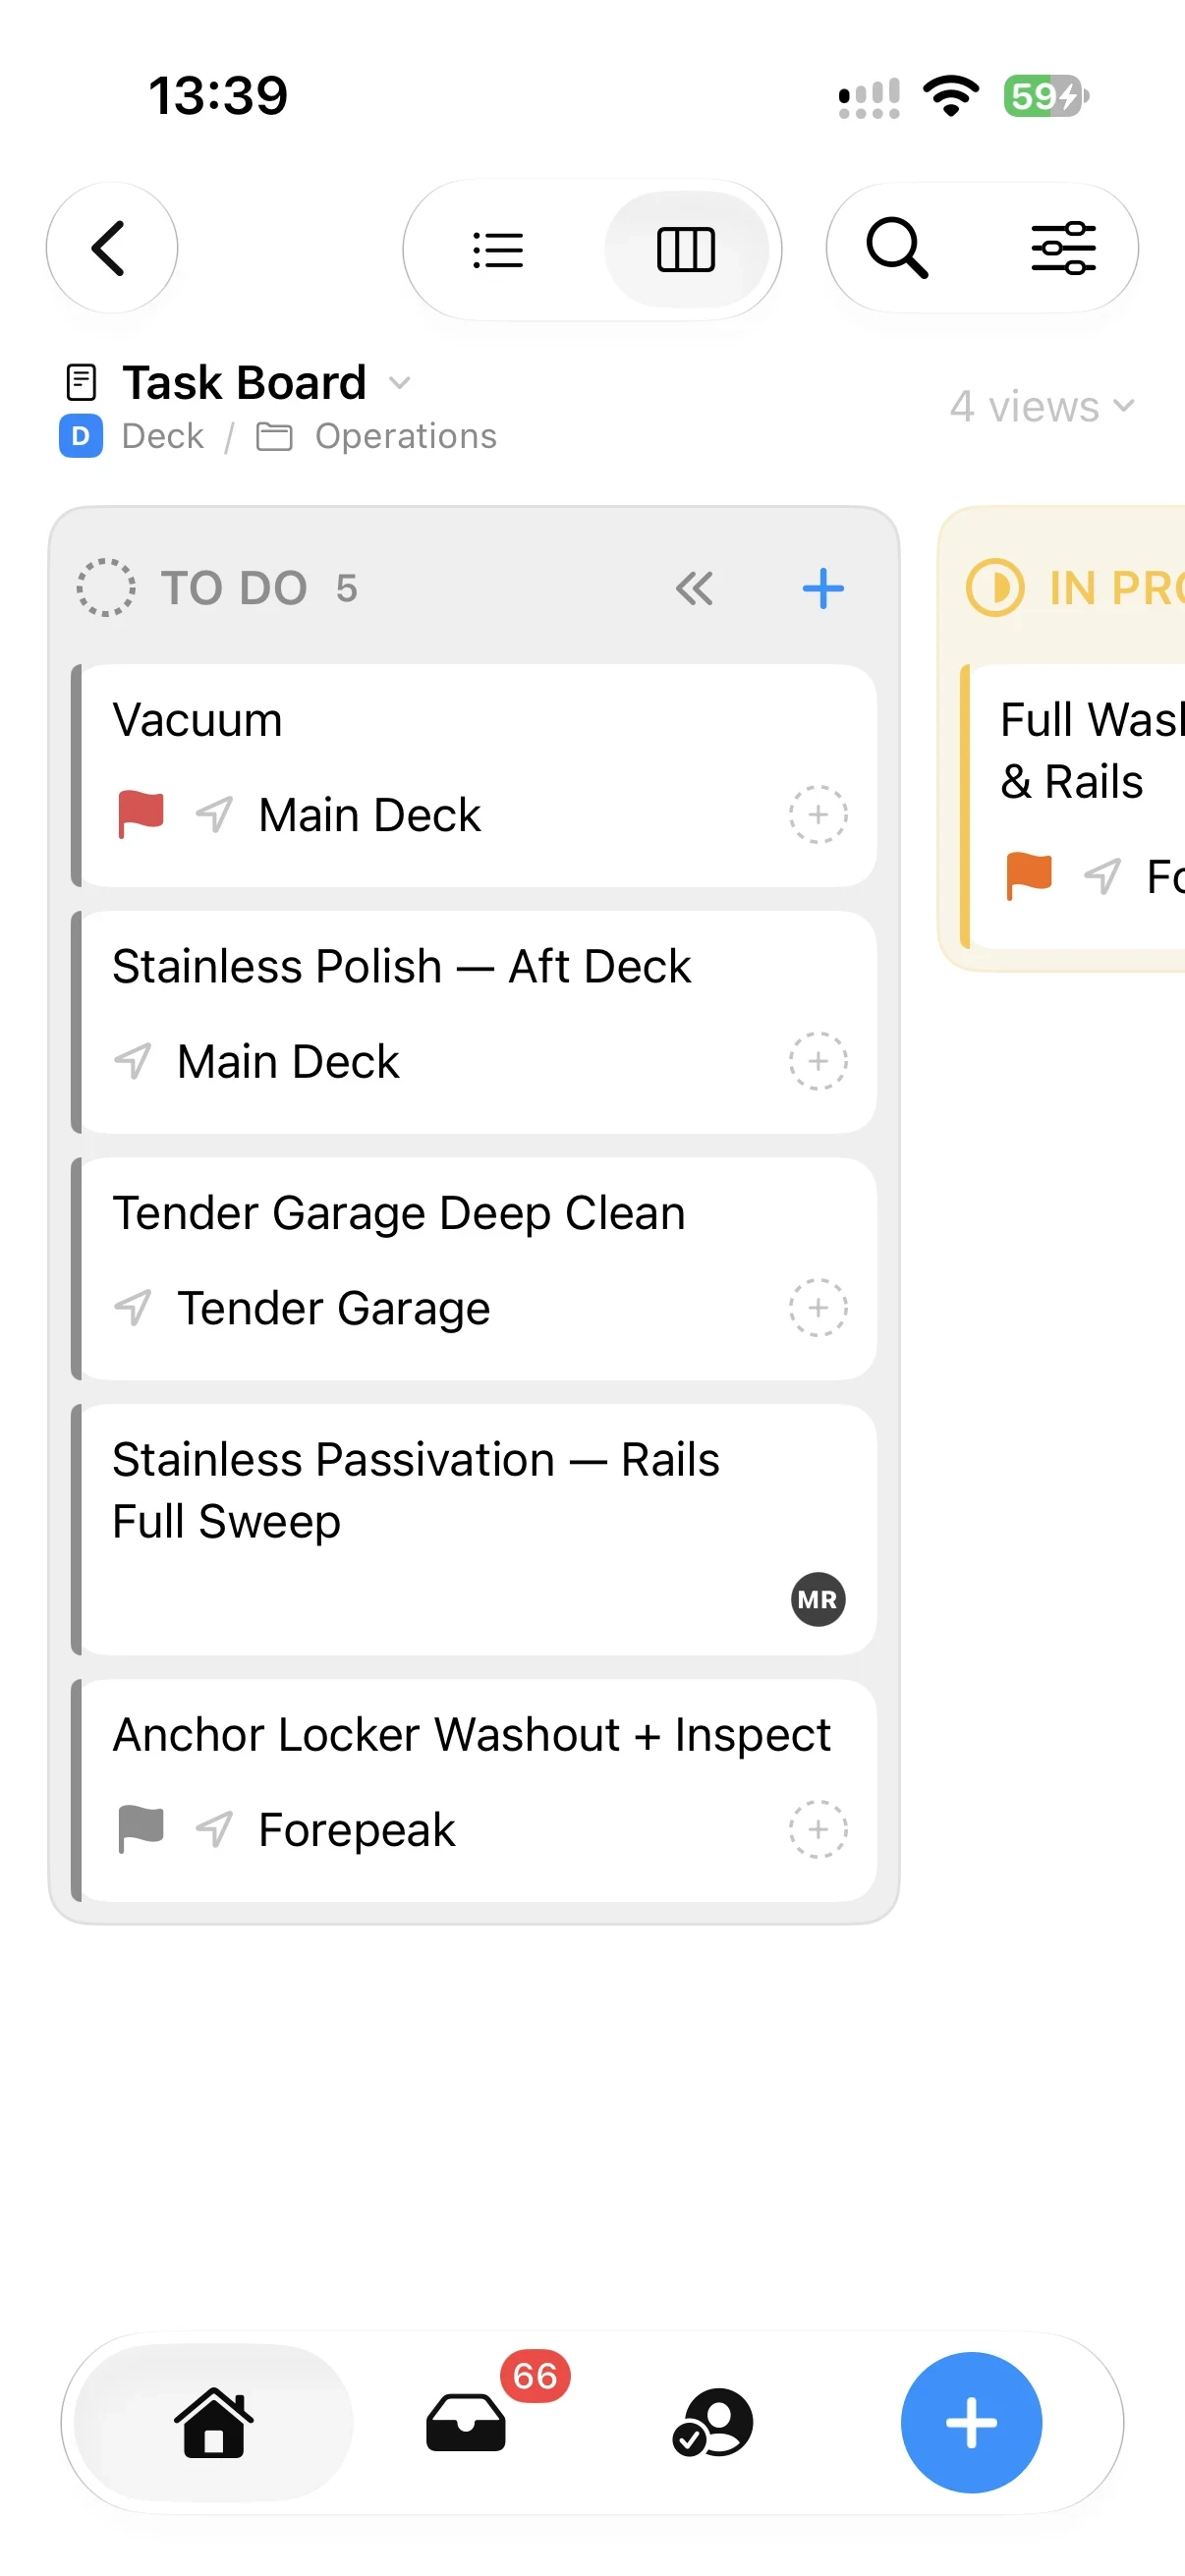 13:39
59
Task Board
4 views
D Deck / Operations
TO DO 5
Vacuum
Main Deck
Stainless Polish — Aft Deck
Main Deck
Tender Garage Deep Clean
Tender Garage
Stainless Passivation — Rails
Full Sweep
MR
Anchor Locker Washout + Inspect
Forepeak
IN PRO
Full Wash
& Rails
Fo
66